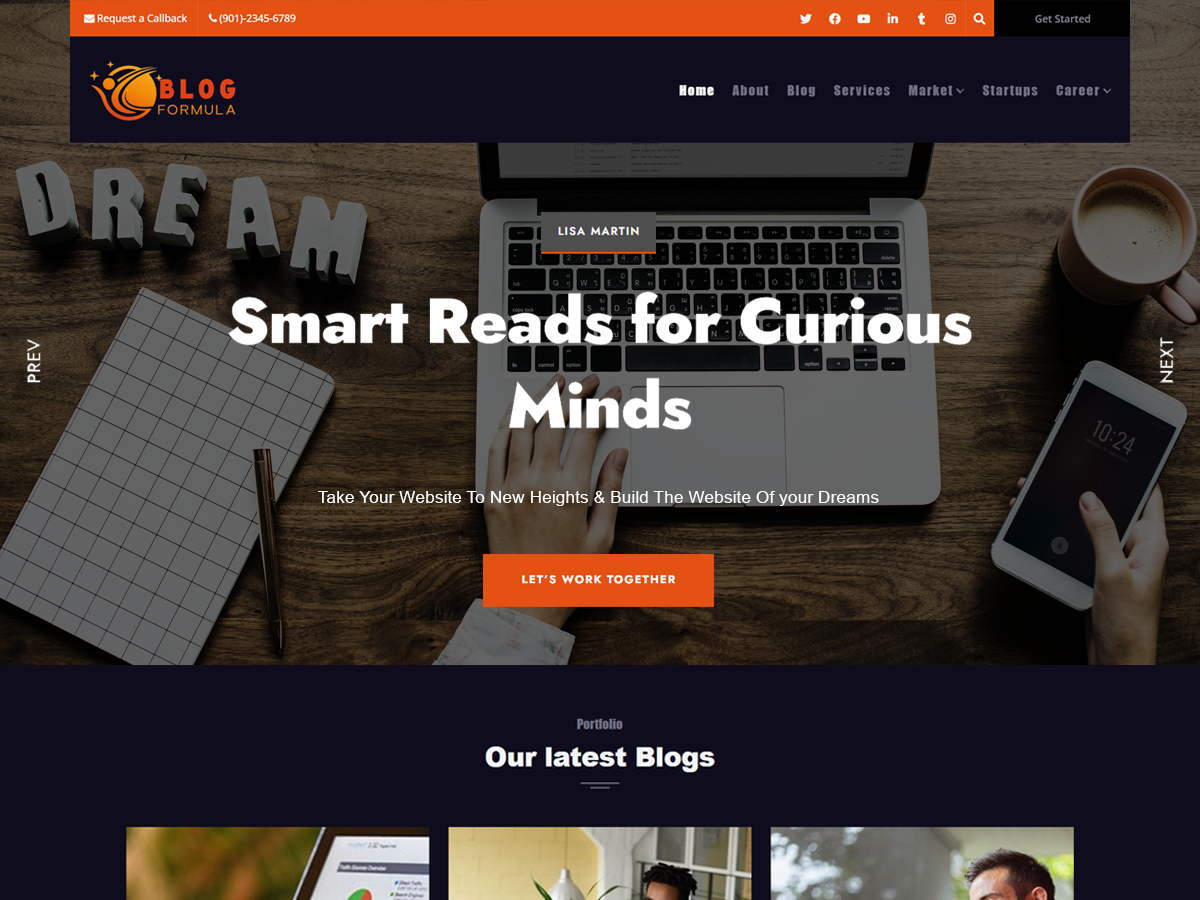 Request a Callback
(901)-2345-6789
Get Started
BLOG
FORMULA
Home
About
Blog
Services
Market
Startups
Career
DREAM
LISA MARTIN
Smart Reads for Curious
Minds
PREV
NEXT
10:24
Take Your Website To New Heights & Build The Website Of your Dreams
LET'S WORK TOGETHER
Portfolio
Our latest Blogs